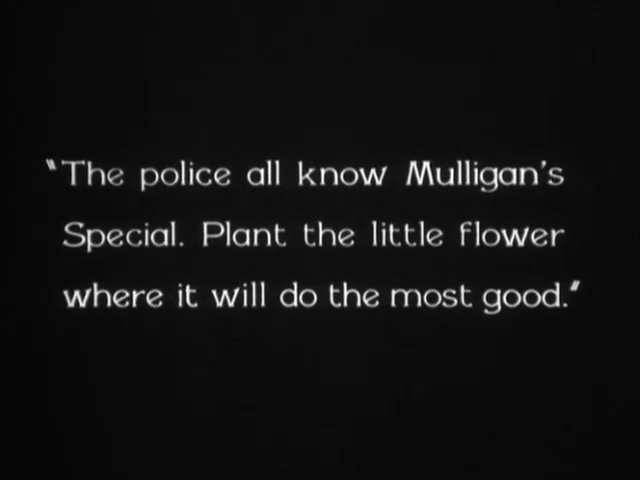 "The police all know Mulligan's
Special. Plant the little flower
where it will do the most good."